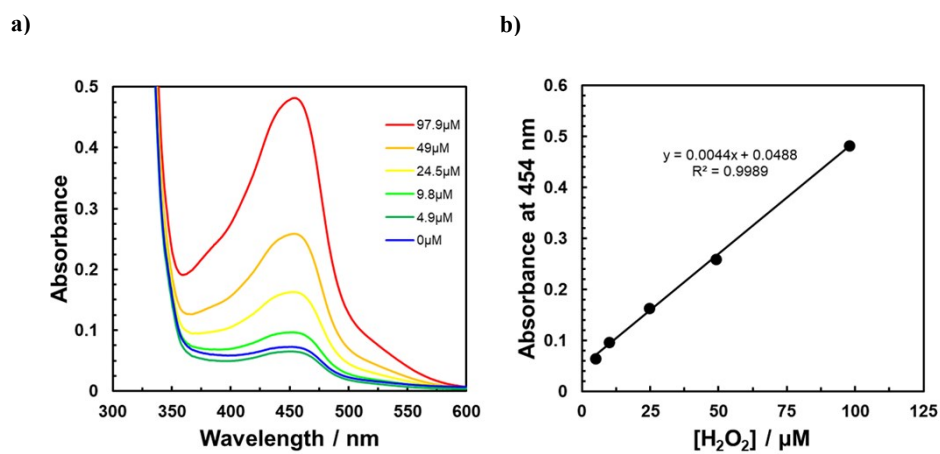 a)
b)
0.5
0.4
0.3
0.2
0.1
0
300
350
400
450
500
550
600
Absorbance
Wavelength / nm
97.9µM
49µM
24.5µM
9.8µM
4.9µM
0µM
0.6
0.5
0.4
0.3
0.2
0.1
0
0
25
50
75
100
125
Absorbance at 454 nm
[H₂O₂] / µM
y = 0.0044x + 0.0488
R² = 0.9989